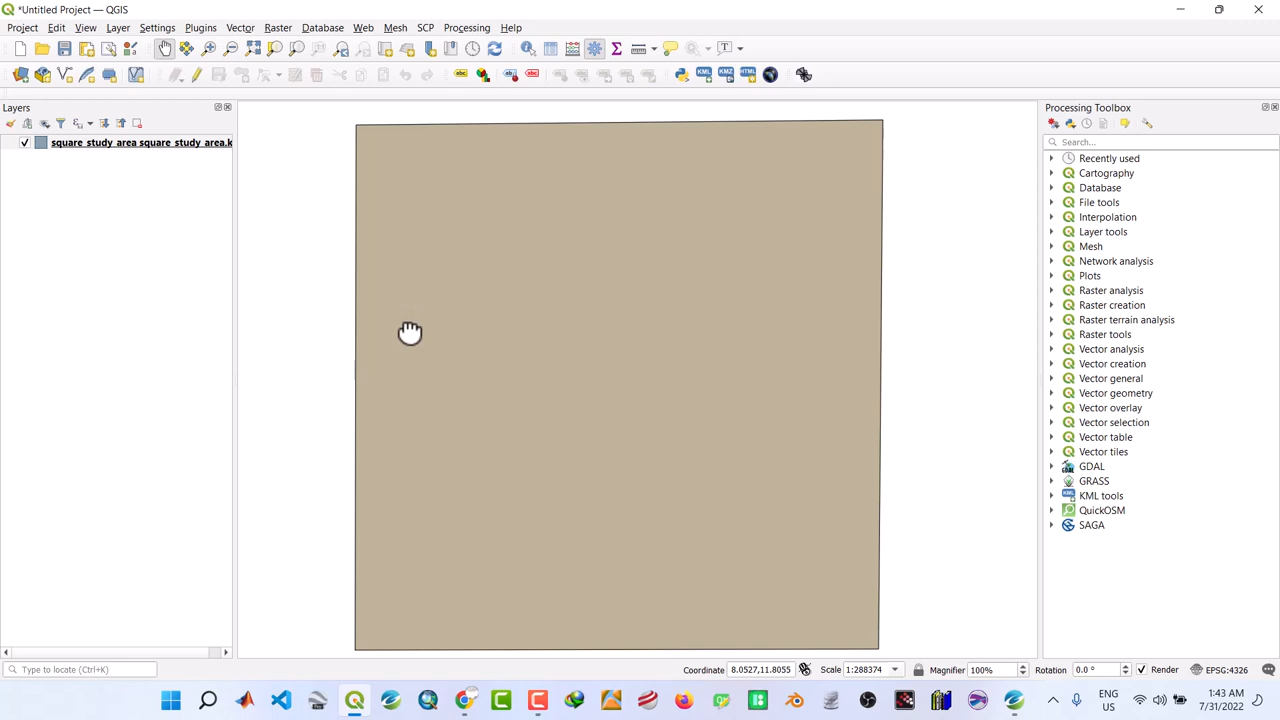 *Untitled Project — QGIS
Project Edit View Layer Settings Plugins Vector Raster Database Web Mesh SCP Processing Help
Layers
square study area square study area.k
Processing Toolbox
Search...
Recently used
Cartography
Database
File tools
Interpolation
Layer tools
Mesh
Network analysis
Plots
Raster analysis
Raster creation
Raster terrain analysis
Raster tools
Vector analysis
Vector creation
Vector general
Vector geometry
Vector overlay
Vector selection
Vector table
Vector tiles
GDAL
GRASS
KML tools
QuickOSM
SAGA
Type to locate (Ctrl+K)
Coordinate 8.0527,11.8055 Scale 1:288374 Magnifier 100% Rotation 0.0 ° Render EPSG:4326
ENG
US
1:43 AM
7/31/2022